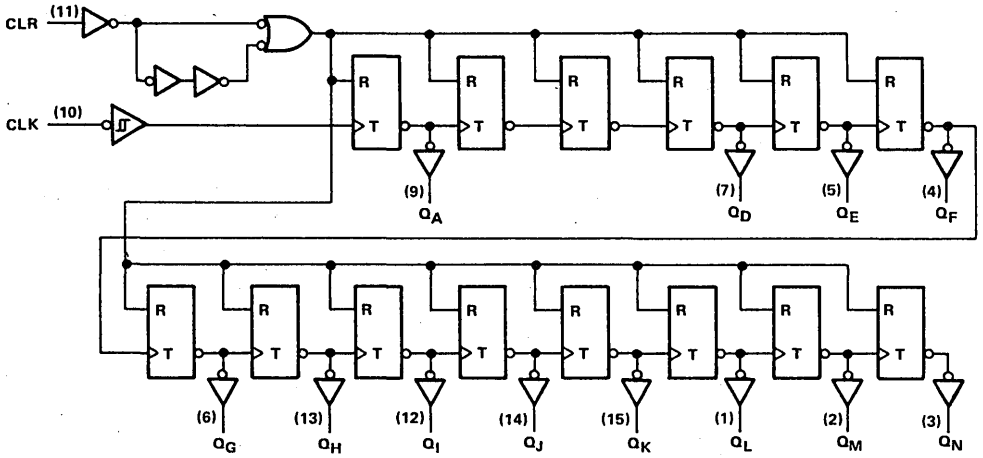 CLR (11)
CLK (10)
R R R R R R
T T T T T T
(9) (7) (5) (4)
QA QD QE QF
R R R R R R R R
T T T T T T T T
(6) (13) (12) (14) (15) (1) (2) (3)
QG QH QI QJ QK QL QM QN